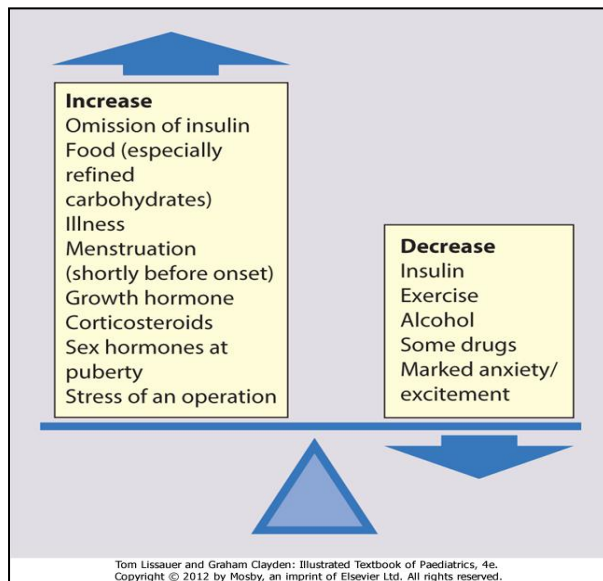 Increase
Omission of insulin
Food (especially
refined
carbohydrates)
Illness
Menstruation
(shortly before onset)
Growth hormone
Corticosteroids
Sex hormones at
puberty
Stress of an operation
Decrease
Insulin
Exercise
Alcohol
Some drugs
Marked anxiety/
excitement
Tom Lissauer and Graham Clayden: Illustrated Textbook of Paediatrics, 4e.
Copyright © 2012 by Mosby, an imprint of Elsevier Ltd. All rights reserved.